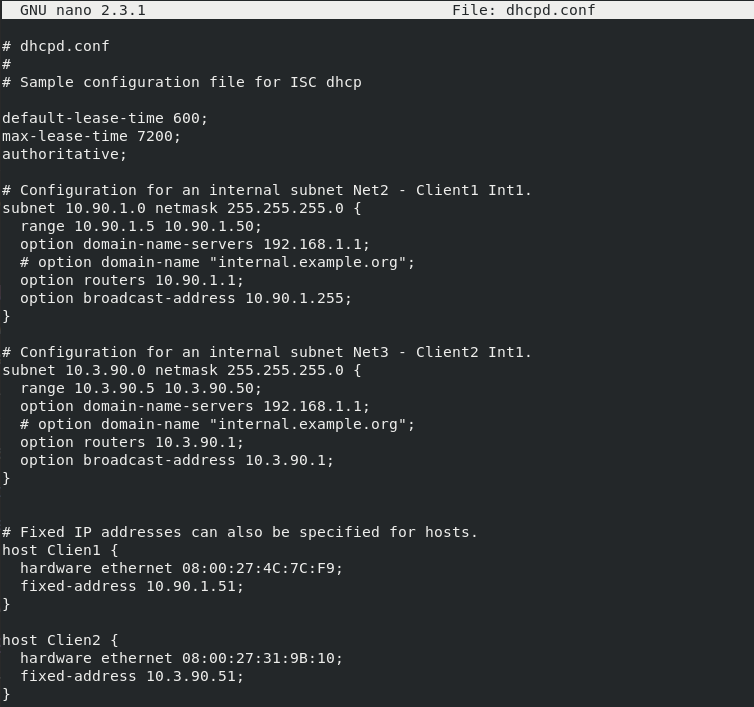 GNU nano 2.3.1 File: dhcpd.conf
# dhcpd.conf
#
# Sample configuration file for ISC dhcp
default-lease-time 600;
max-lease-time 7200;
authoritative;
# Configuration for an internal subnet Net2 - Client1 Int1.
subnet 10.90.1.0 netmask 255.255.255.0 {
  range 10.90.1.5 10.90.1.50;
  option domain-name-servers 192.168.1.1;
  # option domain-name "internal.example.org";
  option routers 10.90.1.1;
  option broadcast-address 10.90.1.255;
}
# Configuration for an internal subnet Net3 - Client2 Int1.
subnet 10.3.90.0 netmask 255.255.255.0 {
  range 10.3.90.5 10.3.90.50;
  option domain-name-servers 192.168.1.1;
  # option domain-name "internal.example.org";
  option routers 10.3.90.1;
  option broadcast-address 10.3.90.1;
}
# Fixed IP addresses can also be specified for hosts.
host Clien1 {
  hardware ethernet 08:00:27:4C:7C:F9;
  fixed-address 10.90.1.51;
}
host Clien2 {
  hardware ethernet 08:00:27:31:9B:10;
  fixed-address 10.3.90.51;
}